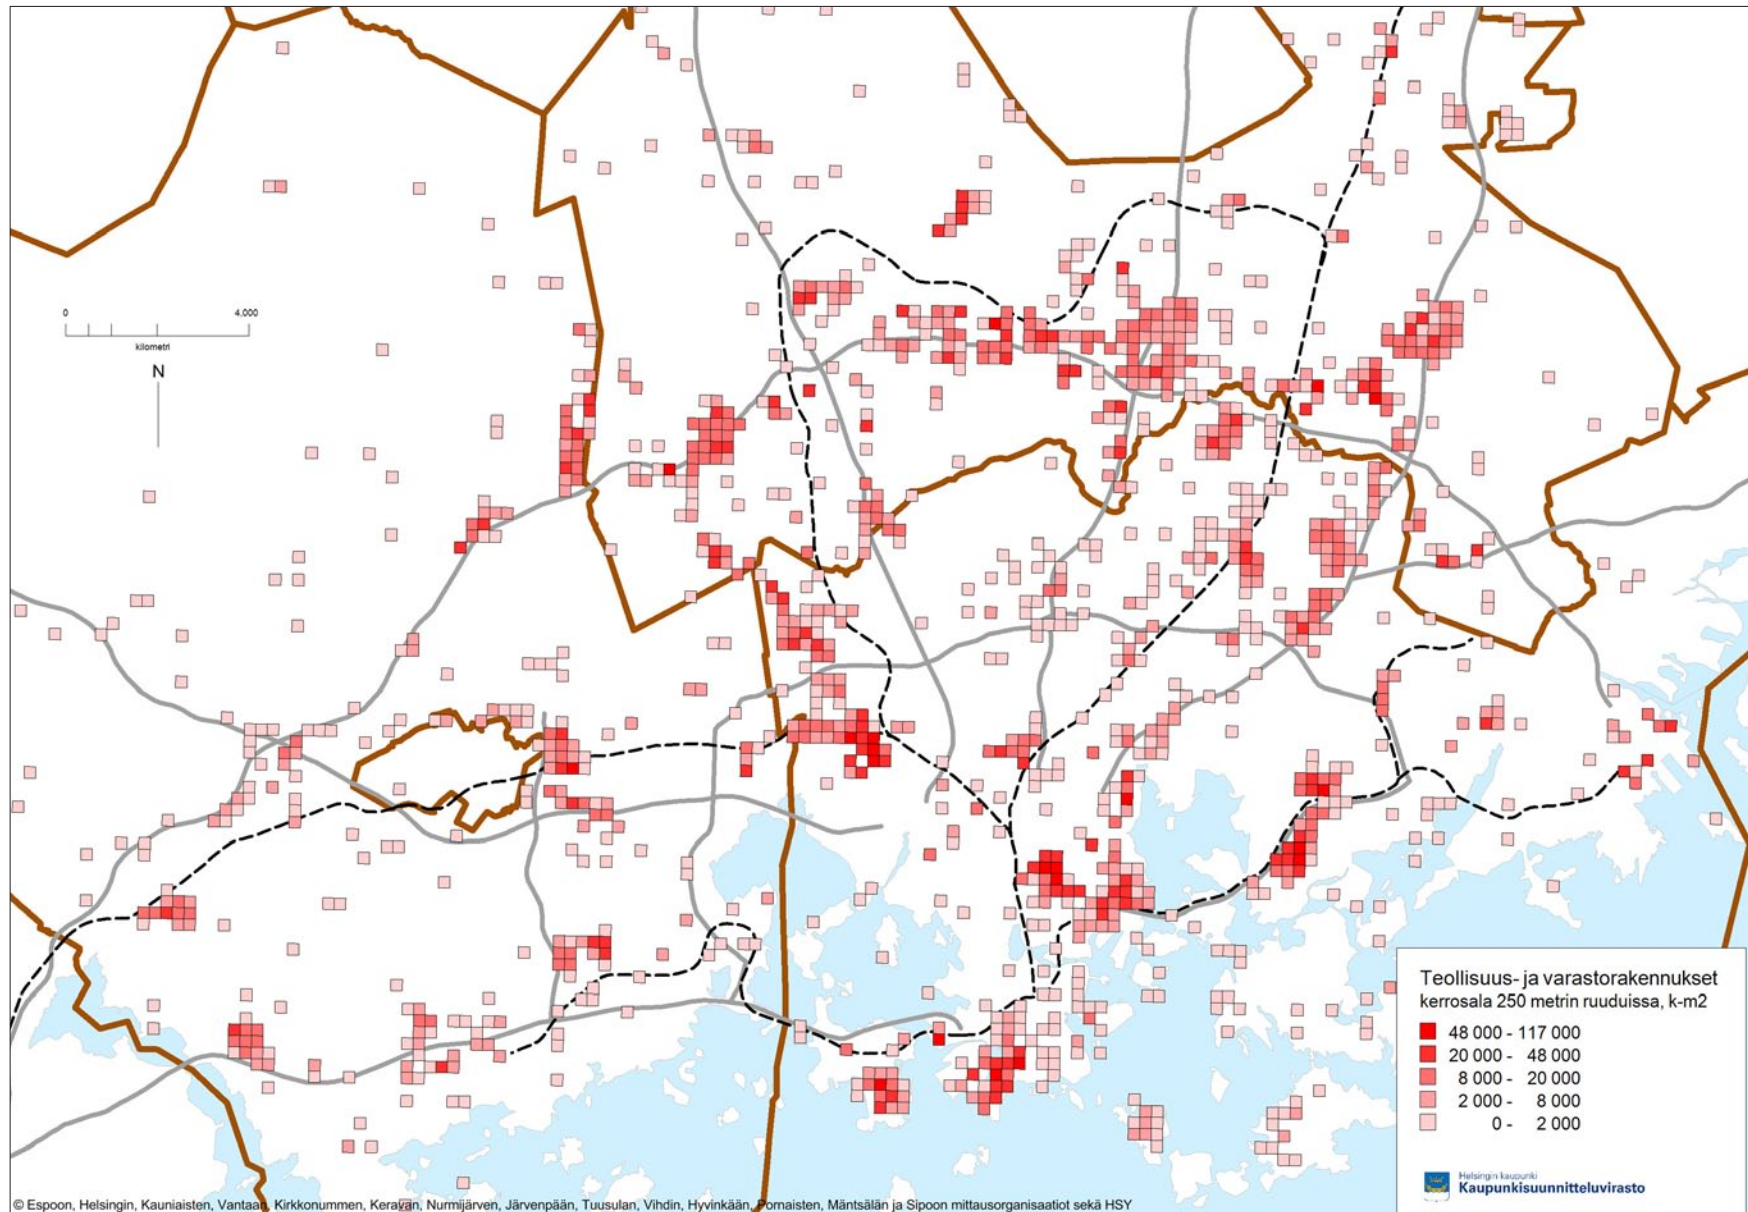 0 4,000
kilometri
N
Teollisuus- ja varastorakennukset
kerrosala 250 metrin ruuduissa, k-m2
48 000 - 117 000
20 000 - 48 000
8 000 - 20 000
2 000 - 8 000
0 - 2 000
Helsingin kaupunki
Kaupunkisuunnitteluvirasto
© Espoon, Helsingin, Kauniaisten, Vantaan, Kirkkonummen, Keravan, Nurmijärven, Järvenpään, Tuusulan, Vihdin, Hyvinkään, Pornaisten, Mäntsälän ja Sipoon mittausorganisaatiot sekä HSY